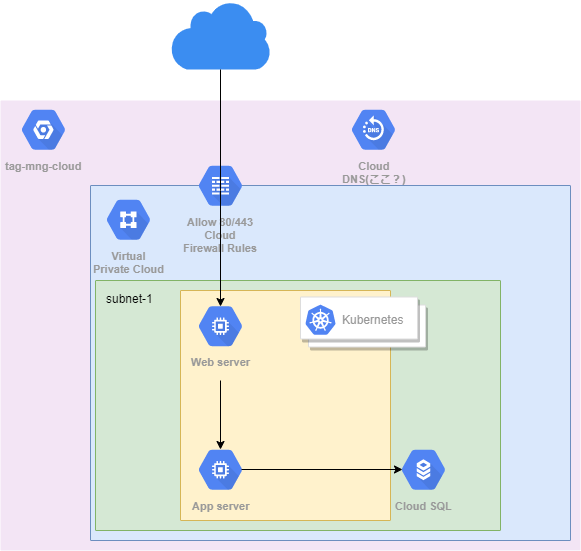 DNS
tag-mng-cloud
Cloud
DNS(ここ？)
Allow 80/443
Cloud
Firewall Rules
Virtual
Private Cloud
subnet-1
Kubernetes
Web server
App server
Cloud SQL